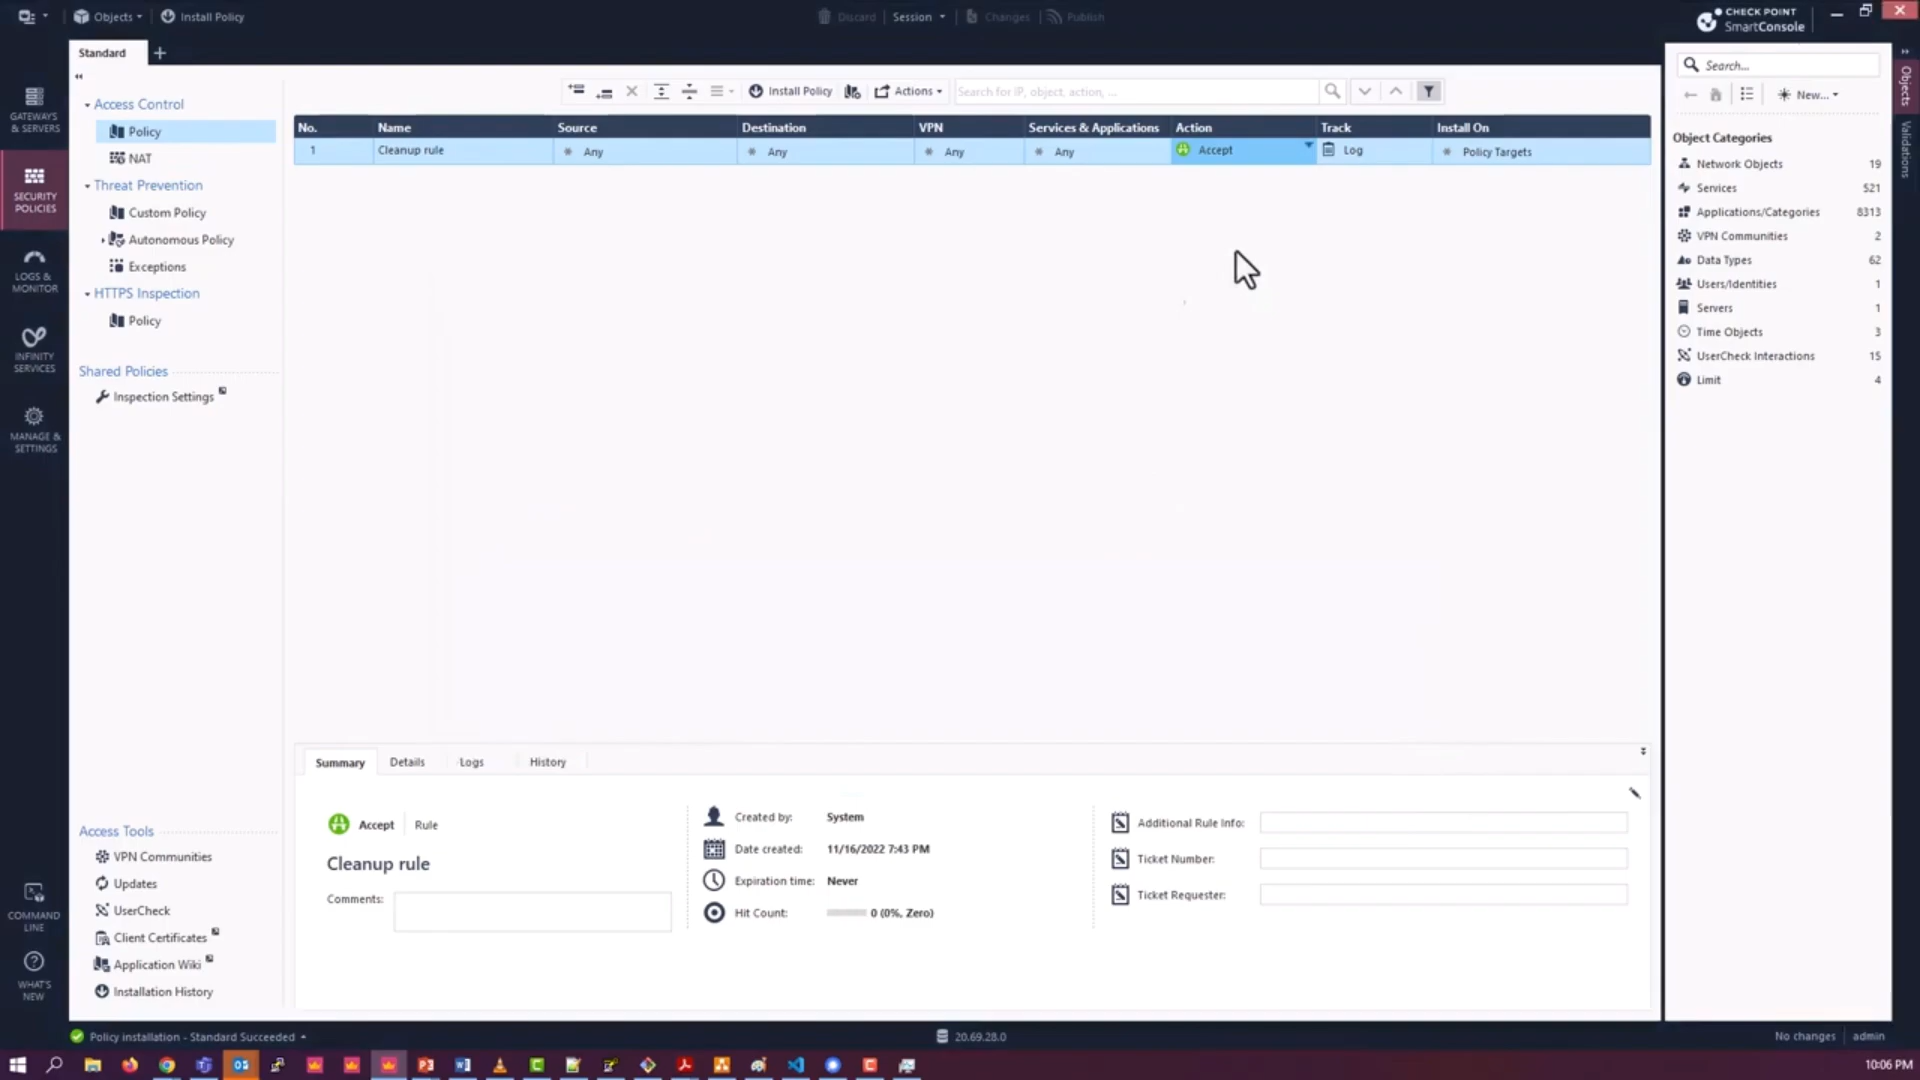 Objects
Install Policy
Discard
Session
Changes
Publish
CHECK POINT
SmartConsole
Standard
GATEWAYS
& SERVERS
SECURITY
POLICIES
LOGS &
MONITOR
INFINITY
SERVICES
MANAGE &
SETTINGS
COMMAND
LINE
WHAT'S
NEW
Access Control
Policy
NAT
Threat Prevention
Custom Policy
Autonomous Policy
Exceptions
HTTPS Inspection
Policy
Shared Policies
Inspection Settings
Access Tools
VPN Communities
Updates
UserCheck
Client Certificates
Application Wiki
Installation History
Install Policy
Actions
Search for IP, object, action, ...
No. Name Source Destination VPN Services & Applications Action Track Install On
1 Cleanup rule Any Any Any Any Accept Log Policy Targets
Summary Details Logs History
Accept Rule
Cleanup rule
Comments:
Created by: System
Date created: 11/16/2022 7:43 PM
Expiration time: Never
Hit Count: 0 (0%, Zero)
Additional Rule Info:
Ticket Number:
Ticket Requester:
Search...
New...
Object Categories
Network Objects 19
Services 521
Applications/Categories 8313
VPN Communities 2
Data Types 62
Users/Identities 1
Servers 1
Time Objects 3
UserCheck Interactions 15
Limit 4
Objects
Validations
Policy installation - Standard Succeeded
20.69.28.0
No changes
admin
10:06 PM